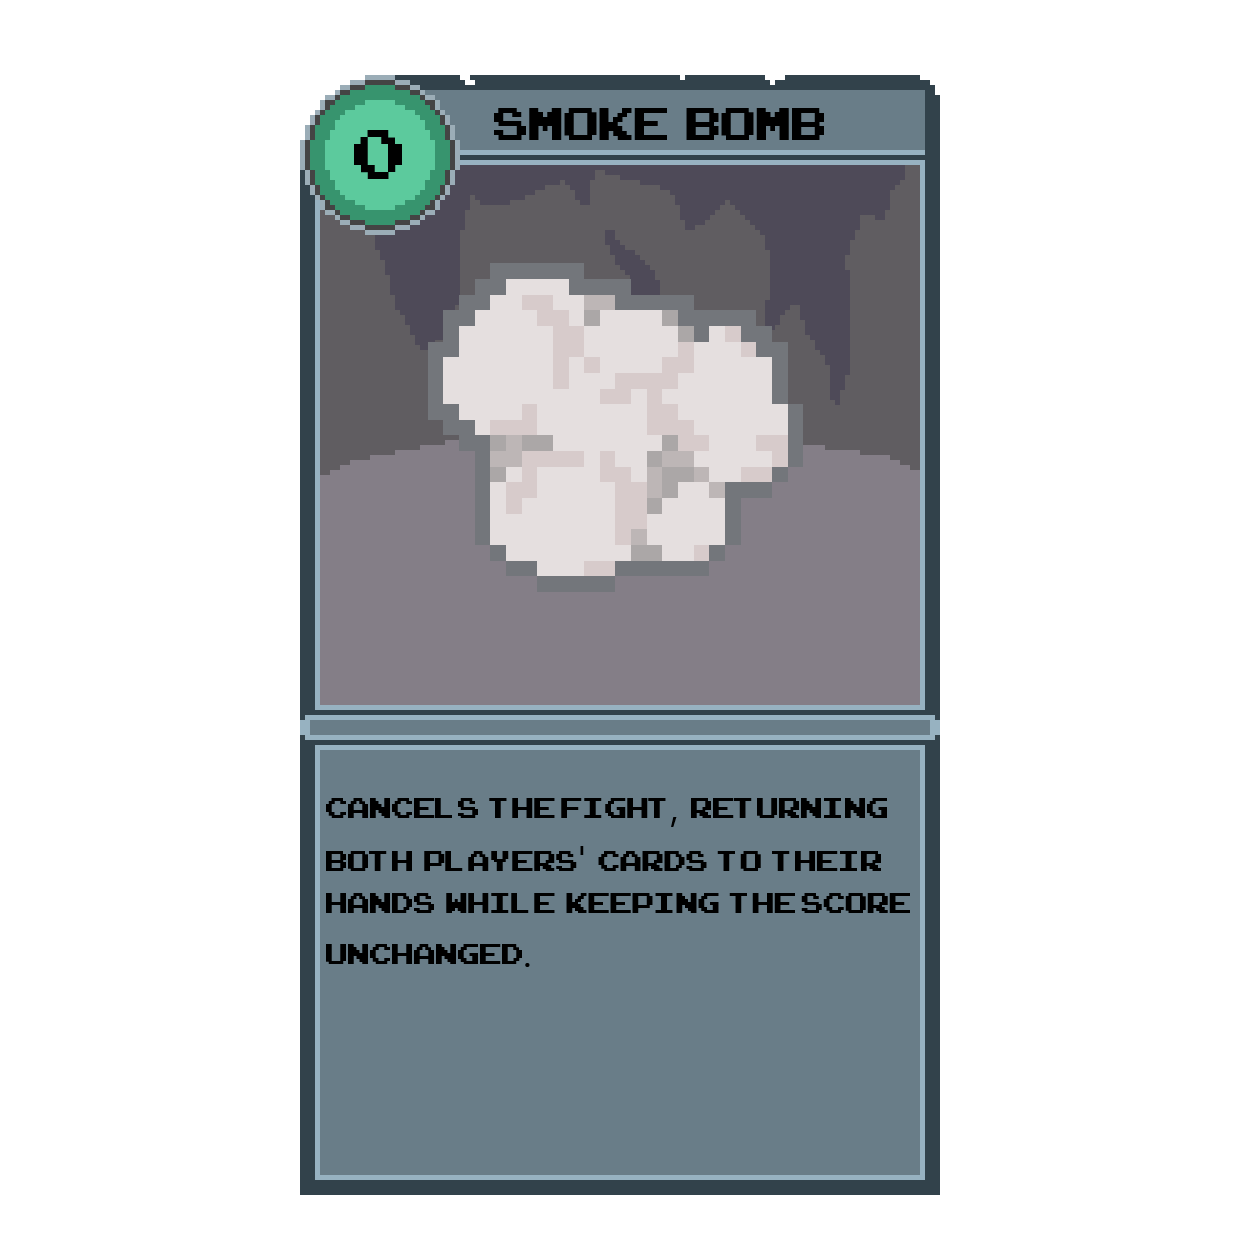 0
SMOKE BOMB
CANCELS THE FIGHT, RETURNING
BOTH PLAYERS' CARDS TO THEIR
HANDS WHILE KEEPING THE SCORE
UNCHANGED.